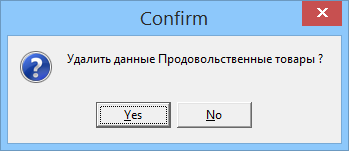 Confirm
Удалить данные Продовольственные товары ?
Yes
No